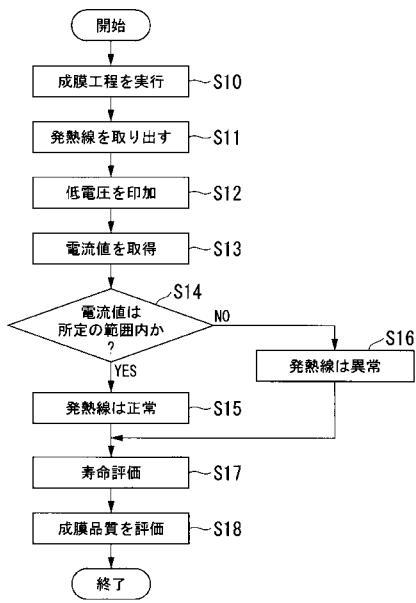 開始
成膜工程を実行
S10
発熱線を取り出す
S11
低電圧を印加
S12
電流値を取得
S13
S14
電流値は
所定の範囲内か
?
NO
YES
S16
発熱線は異常
発熱線は正常
S15
寿命評価
S17
成膜品質を評価
S18
終了